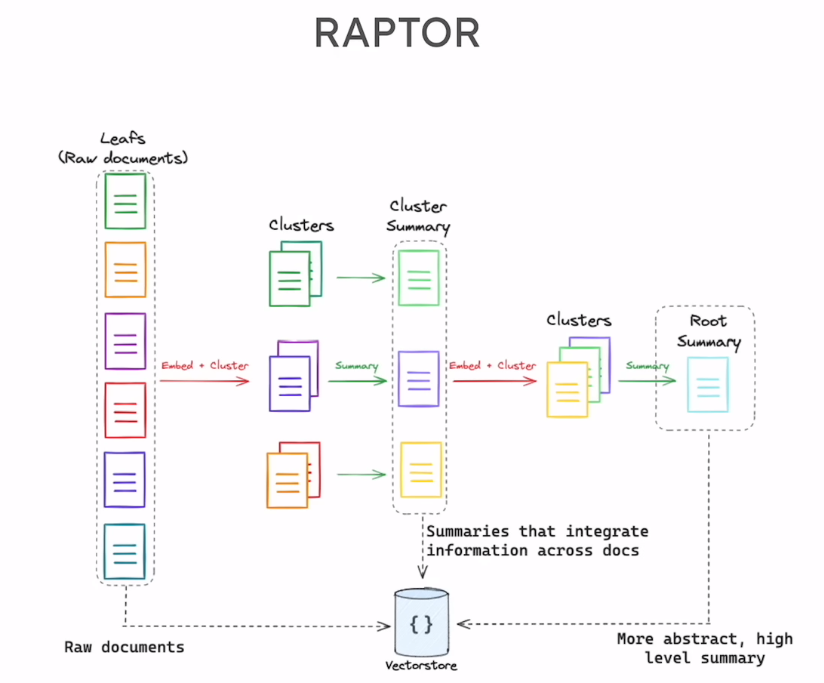 RAPTOR
Leafs
(Raw documents)
Clusters
Cluster
Summary
Clusters
Root
Summary
Embed + Cluster
Summary
Embed + Cluster
Summary
Summaries that integrate
information across docs
{}
Vectorstore
Raw documents
More abstract, high
level summary